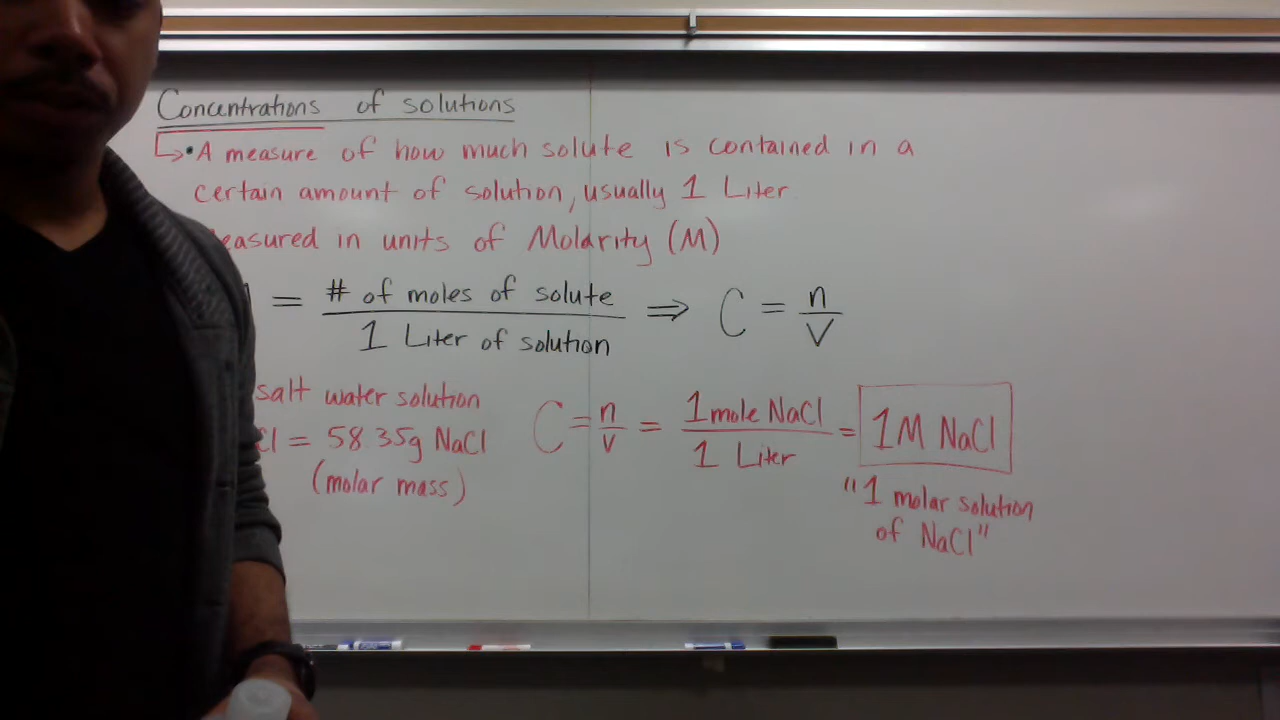 Concentrations of solutions
• A measure of how much solute is contained in a
certain amount of solution, usually 1 Liter
easured in units of Molarity (M)
= # of moles of solute / 1 Liter of solution ⇒ C = n / V
salt water solution
Cl = 58 35g NaCl
(molar mass)
C = n / V = 1 mole NaCl / 1 Liter = 1M NaCl
"1 molar solution
of NaCl"